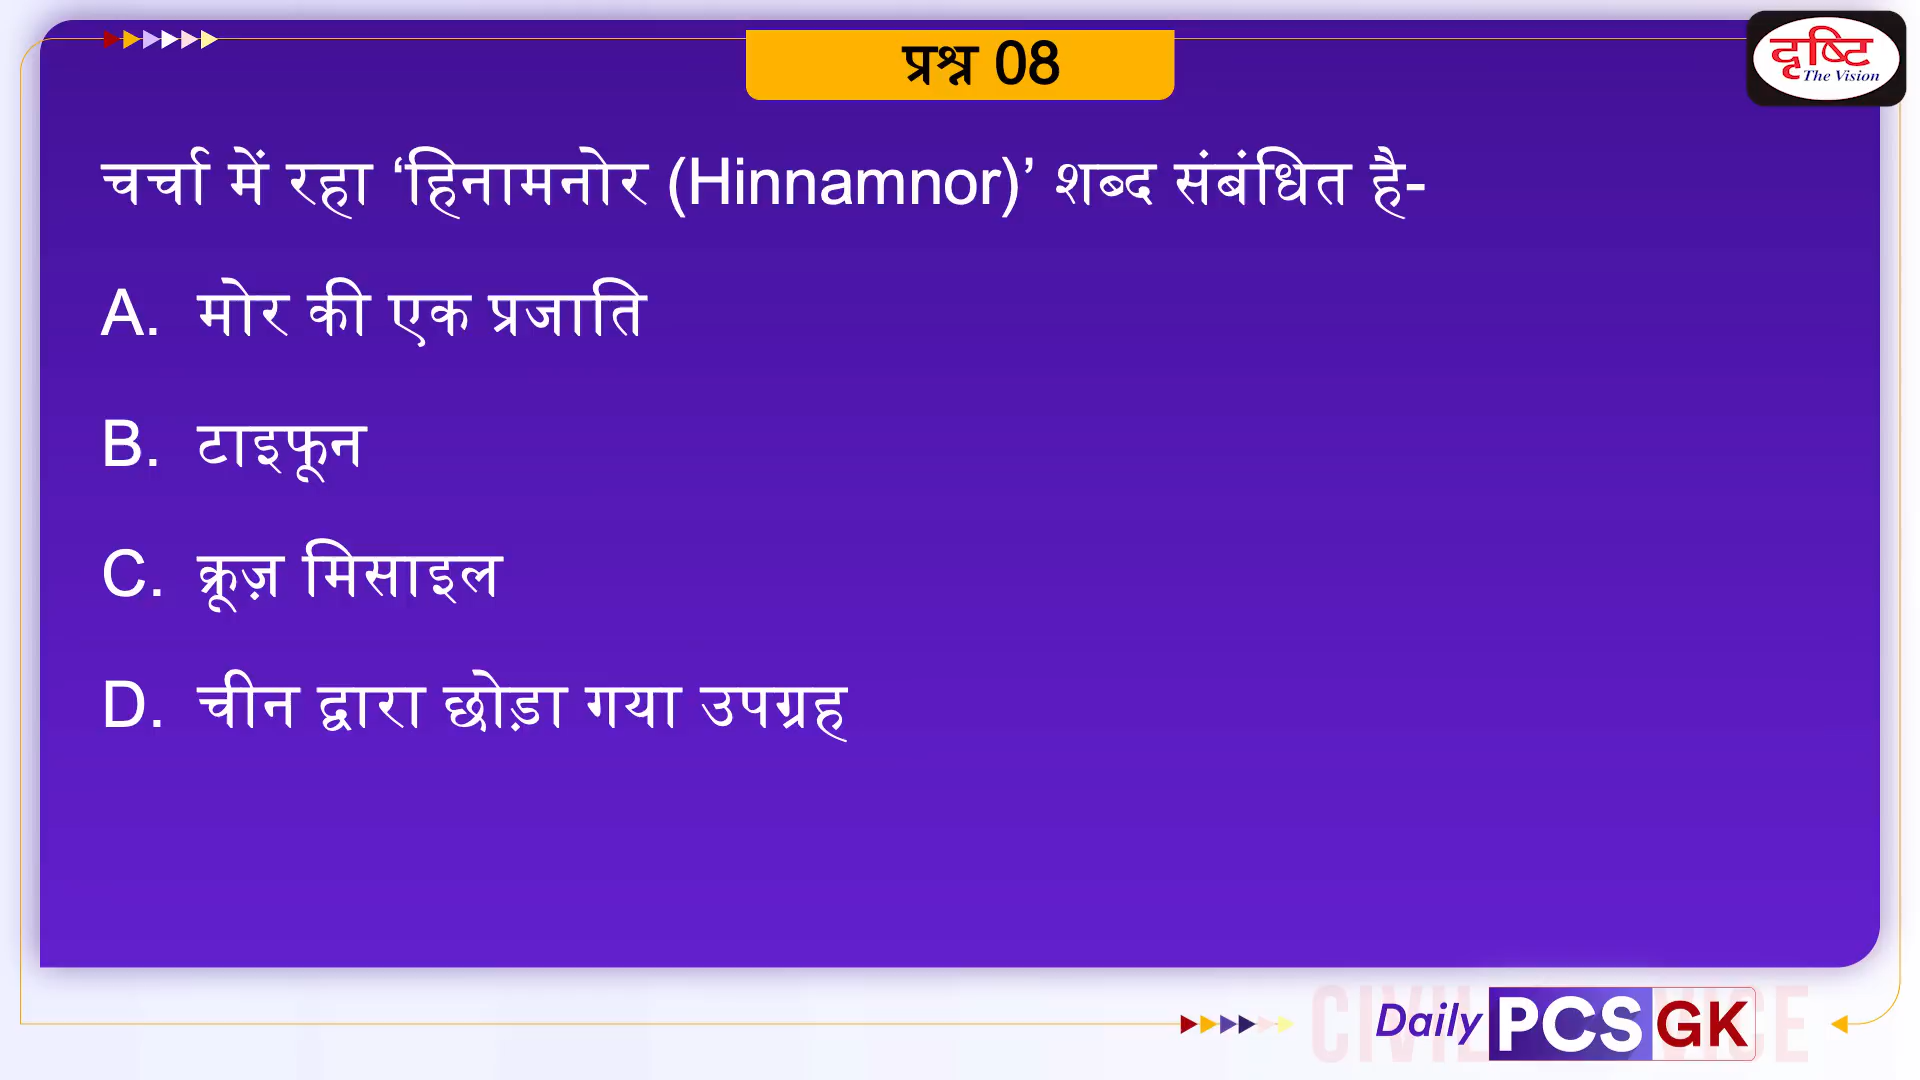 प्रश्न 08
दृष्टि
The Vision
चर्चा में रहा ‘हिनामनोर (Hinnamnor)’ शब्द संबंधित है-
A. मोर की एक प्रजाति
B. टाइफून
C. क्रूज़ मिसाइल
D. चीन द्वारा छोड़ा गया उपग्रह
Daily PCS GK